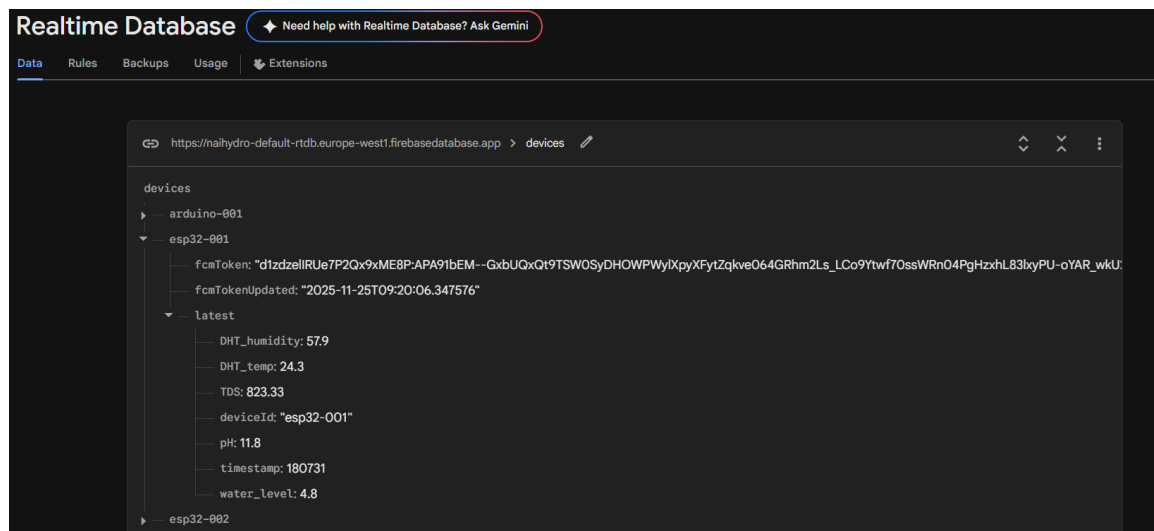 Realtime Database Need help with Realtime Database? Ask Gemini
Data Rules Backups Usage Extensions
https://naihydro-default-rtdb.europe-west1.firebasedatabase.app > devices
devices
arduino-001
esp32-001
fcmToken: "d1zdzellRUe7P2Qx9xME8P:APA91bEM--GxbUQxQt9TSW0SyDHOWPWylXpyXFytZqkve064GRhm2Ls_LCo9Ytwf70ssWRn04PgHzxhL83lxyPU-oYAR_wkU
fcmTokenUpdated: "2025-11-25T09:20:06.347576"
latest
DHT_humidity: 57.9
DHT_temp: 24.3
TDS: 823.33
deviceId: "esp32-001"
pH: 11.8
timestamp: 180731
water_level: 4.8
esp32-002